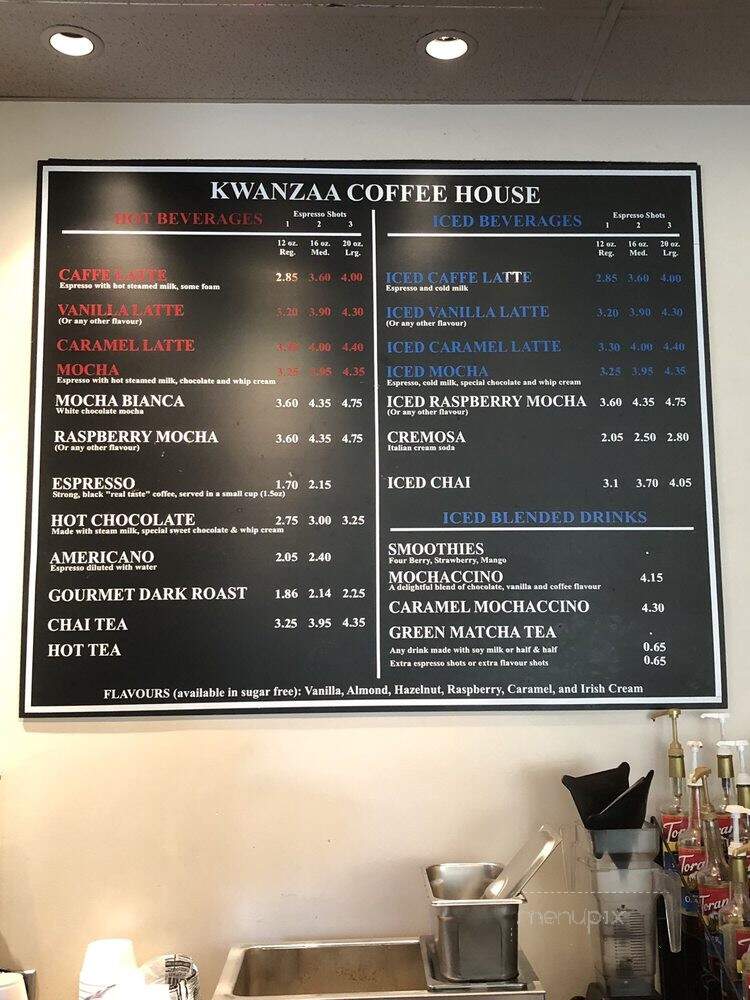 KWANZAA COFFEE HOUSE
HOT BEVERAGES
Espresso Shots
1 2 3
12 oz. 16 oz. 20 oz.
Reg. Med. Lrg.
CAFFE LATTE 2.85 3.60 4.00
Espresso with hot steamed milk, some foam
VANILLA LATTE 3.20 3.90 4.30
(Or any other flavour)
CARAMEL LATTE 4.00 4.40
MOCHA 3.25 3.95 4.35
Espresso with hot steamed milk, chocolate and whip cream
MOCHA BIANCA 3.60 4.35 4.75
White chocolate mocha
RASPBERRY MOCHA 3.60 4.35 4.75
(Or any other flavour)
ESPRESSO 1.70 2.15
Strong, black "real taste" coffee, served in a small cup (1.5oz)
HOT CHOCOLATE 2.75 3.00 3.25
Made with steam milk, special sweet chocolate & whip cream
AMERICANO 2.05 2.40
Espresso diluted with water
GOURMET DARK ROAST 1.86 2.14 2.25
CHAI TEA 3.25 3.95 4.35
HOT TEA
ICED BEVERAGES
Espresso Shots
1 2 3
12 oz. 16 oz. 20 oz.
Reg. Med. Lrg.
ICED CAFFE LATTE 2.85 3.60 4.00
Espresso and cold milk
ICED VANILLA LATTE 3.20 3.90 4.30
(Or any other flavour)
ICED CARAMEL LATTE 3.30 4.00 4.40
ICED MOCHA 3.25 3.95 4.35
Espresso, cold milk, special chocolate and whip cream
ICED RASPBERRY MOCHA 3.60 4.35 4.75
(Or any other flavour)
CREMOSA 2.05 2.50 2.80
Italian cream soda
ICED CHAI 3.1 3.70 4.05
ICED BLENDED DRINKS
SMOOTHIES .
Four Berry, Strawberry, Mango
MOCHACCINO 4.15
A delightful blend of chocolate, vanilla and coffee flavour
CARAMEL MOCHACCINO 4.30
GREEN MATCHA TEA .
Any drink made with soy milk or half & half 0.65
Extra espresso shots or extra flavour shots 0.65
FLAVOURS (available in sugar free): Vanilla, Almond, Hazelnut, Raspberry, Caramel, and Irish Cream
menupix